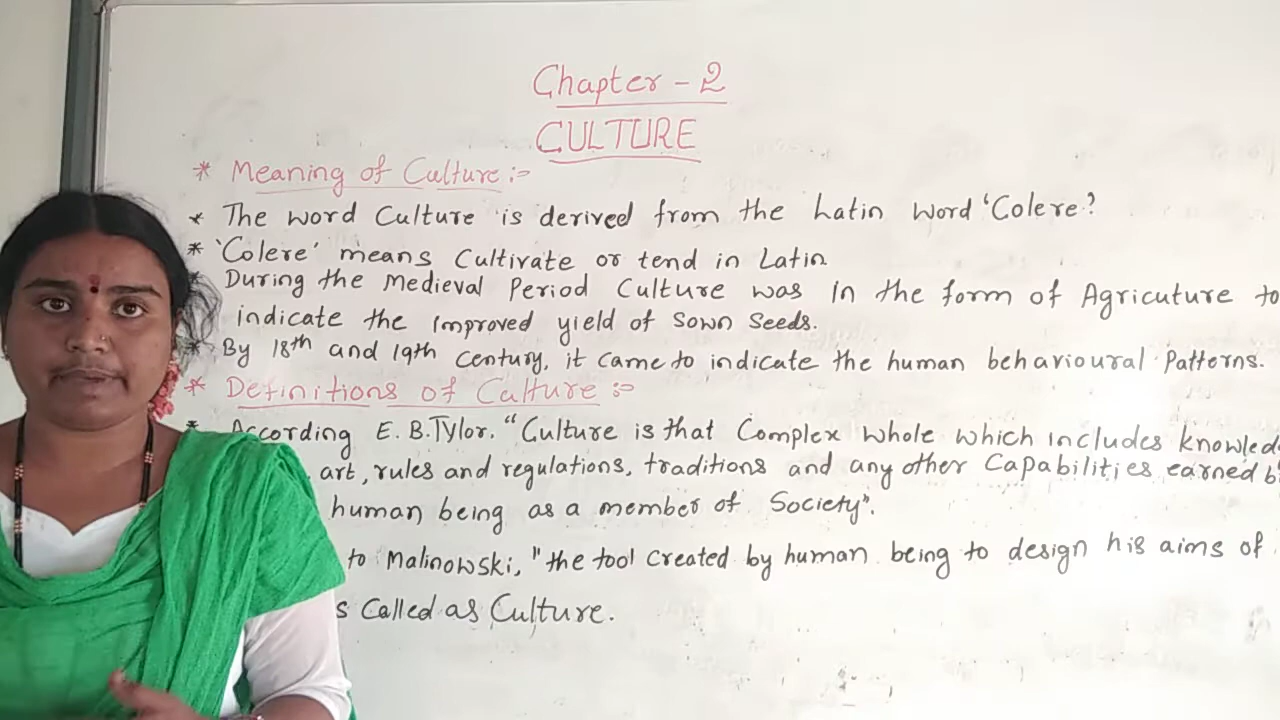 Chapter - 2
CULTURE
* Meaning of Culture :-
* The word Culture is derived from the Latin word 'Colere'.
* 'Colere' means Cultivate or tend in Latin
* During the Medieval Period Culture was in the form of Agricuture to
indicate the improved yield of sown seeds.
* By 18th and 19th Century, it came to indicate the human behavioural Patterns.
* Definitions of Culture :-
* According E. B. Tylor. "Culture is that Complex whole which includes
art, rules and regulations, traditions and any other Capabilities earned
human being as a member of Society".
to Malinowski, "the tool created by human being to design his aims of
Called as Culture.